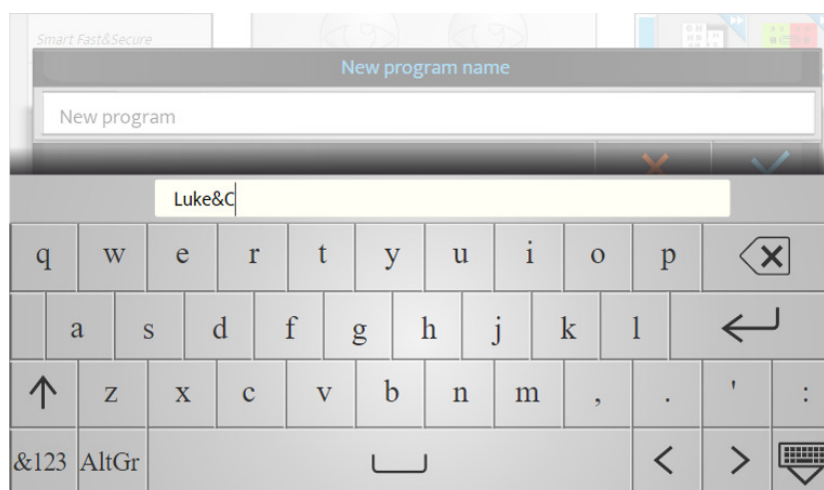 Smart Fast&Secure
New program name
New program
Luke&C
q w e r t y u i o p
a s d f g h j k l
z x c v b n m , . ' :
&123 AltGr